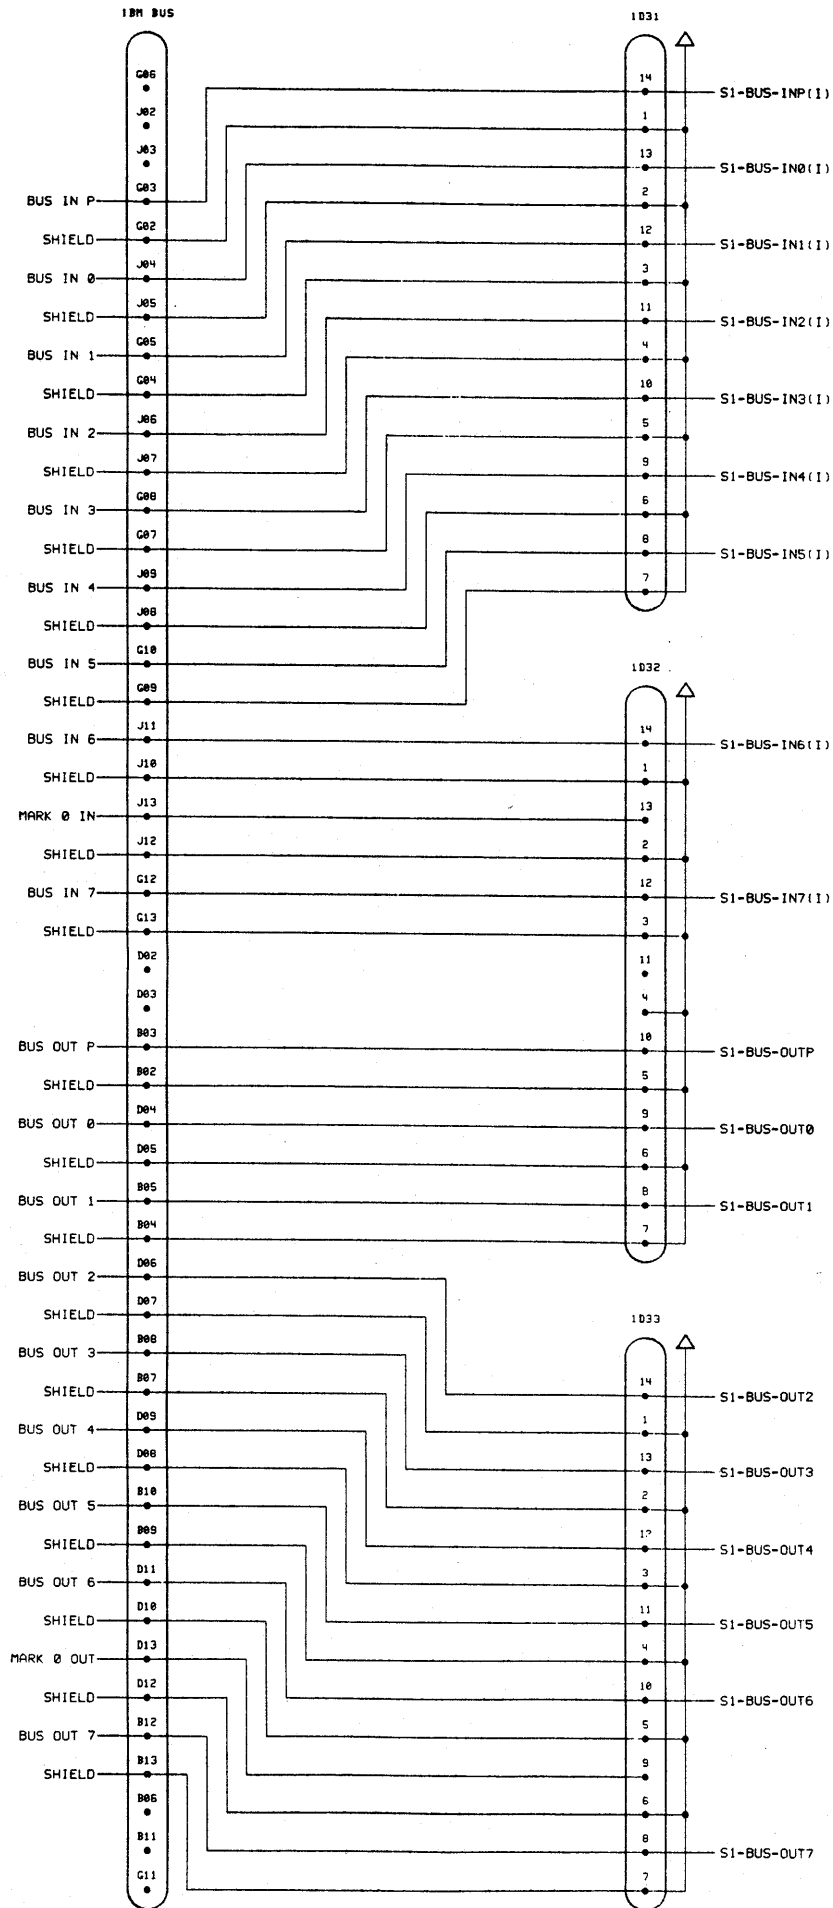 IBM BUS
1D31
G06
14
S1-BUS-INP(I)
J02
1
J03
13
S1-BUS-IN0(I)
BUS IN P
G03
2
SHIELD
G02
12
S1-BUS-IN1(I)
BUS IN 0
J04
3
SHIELD
J05
11
S1-BUS-IN2(I)
BUS IN 1
G05
4
SHIELD
G04
10
S1-BUS-IN3(I)
BUS IN 2
J06
5
SHIELD
J07
9
S1-BUS-IN4(I)
BUS IN 3
G08
6
SHIELD
G07
8
S1-BUS-IN5(I)
BUS IN 4
J09
7
SHIELD
J08
BUS IN 5
G10
1D32
SHIELD
G09
BUS IN 6
J11
14
S1-BUS-IN6(I)
SHIELD
J10
1
MARK 0 IN
J13
13
SHIELD
J12
2
BUS IN 7
G12
12
S1-BUS-IN7(I)
SHIELD
G13
3
D02
11
D03
4
BUS OUT P
B03
10
S1-BUS-OUTP
SHIELD
B02
5
BUS OUT 0
D04
9
S1-BUS-OUT0
SHIELD
D05
6
BUS OUT 1
B05
8
S1-BUS-OUT1
SHIELD
B04
7
BUS OUT 2
D06
SHIELD
D07
1D33
BUS OUT 3
B08
SHIELD
B07
14
S1-BUS-OUT2
BUS OUT 4
D09
1
SHIELD
D08
13
S1-BUS-OUT3
BUS OUT 5
B10
2
SHIELD
B09
12
S1-BUS-OUT4
BUS OUT 6
D11
3
SHIELD
D10
11
S1-BUS-OUT5
MARK 0 OUT
D13
4
SHIELD
D12
10
S1-BUS-OUT6
BUS OUT 7
B12
5
SHIELD
B13
9
B06
6
B11
8
S1-BUS-OUT7
G11
7